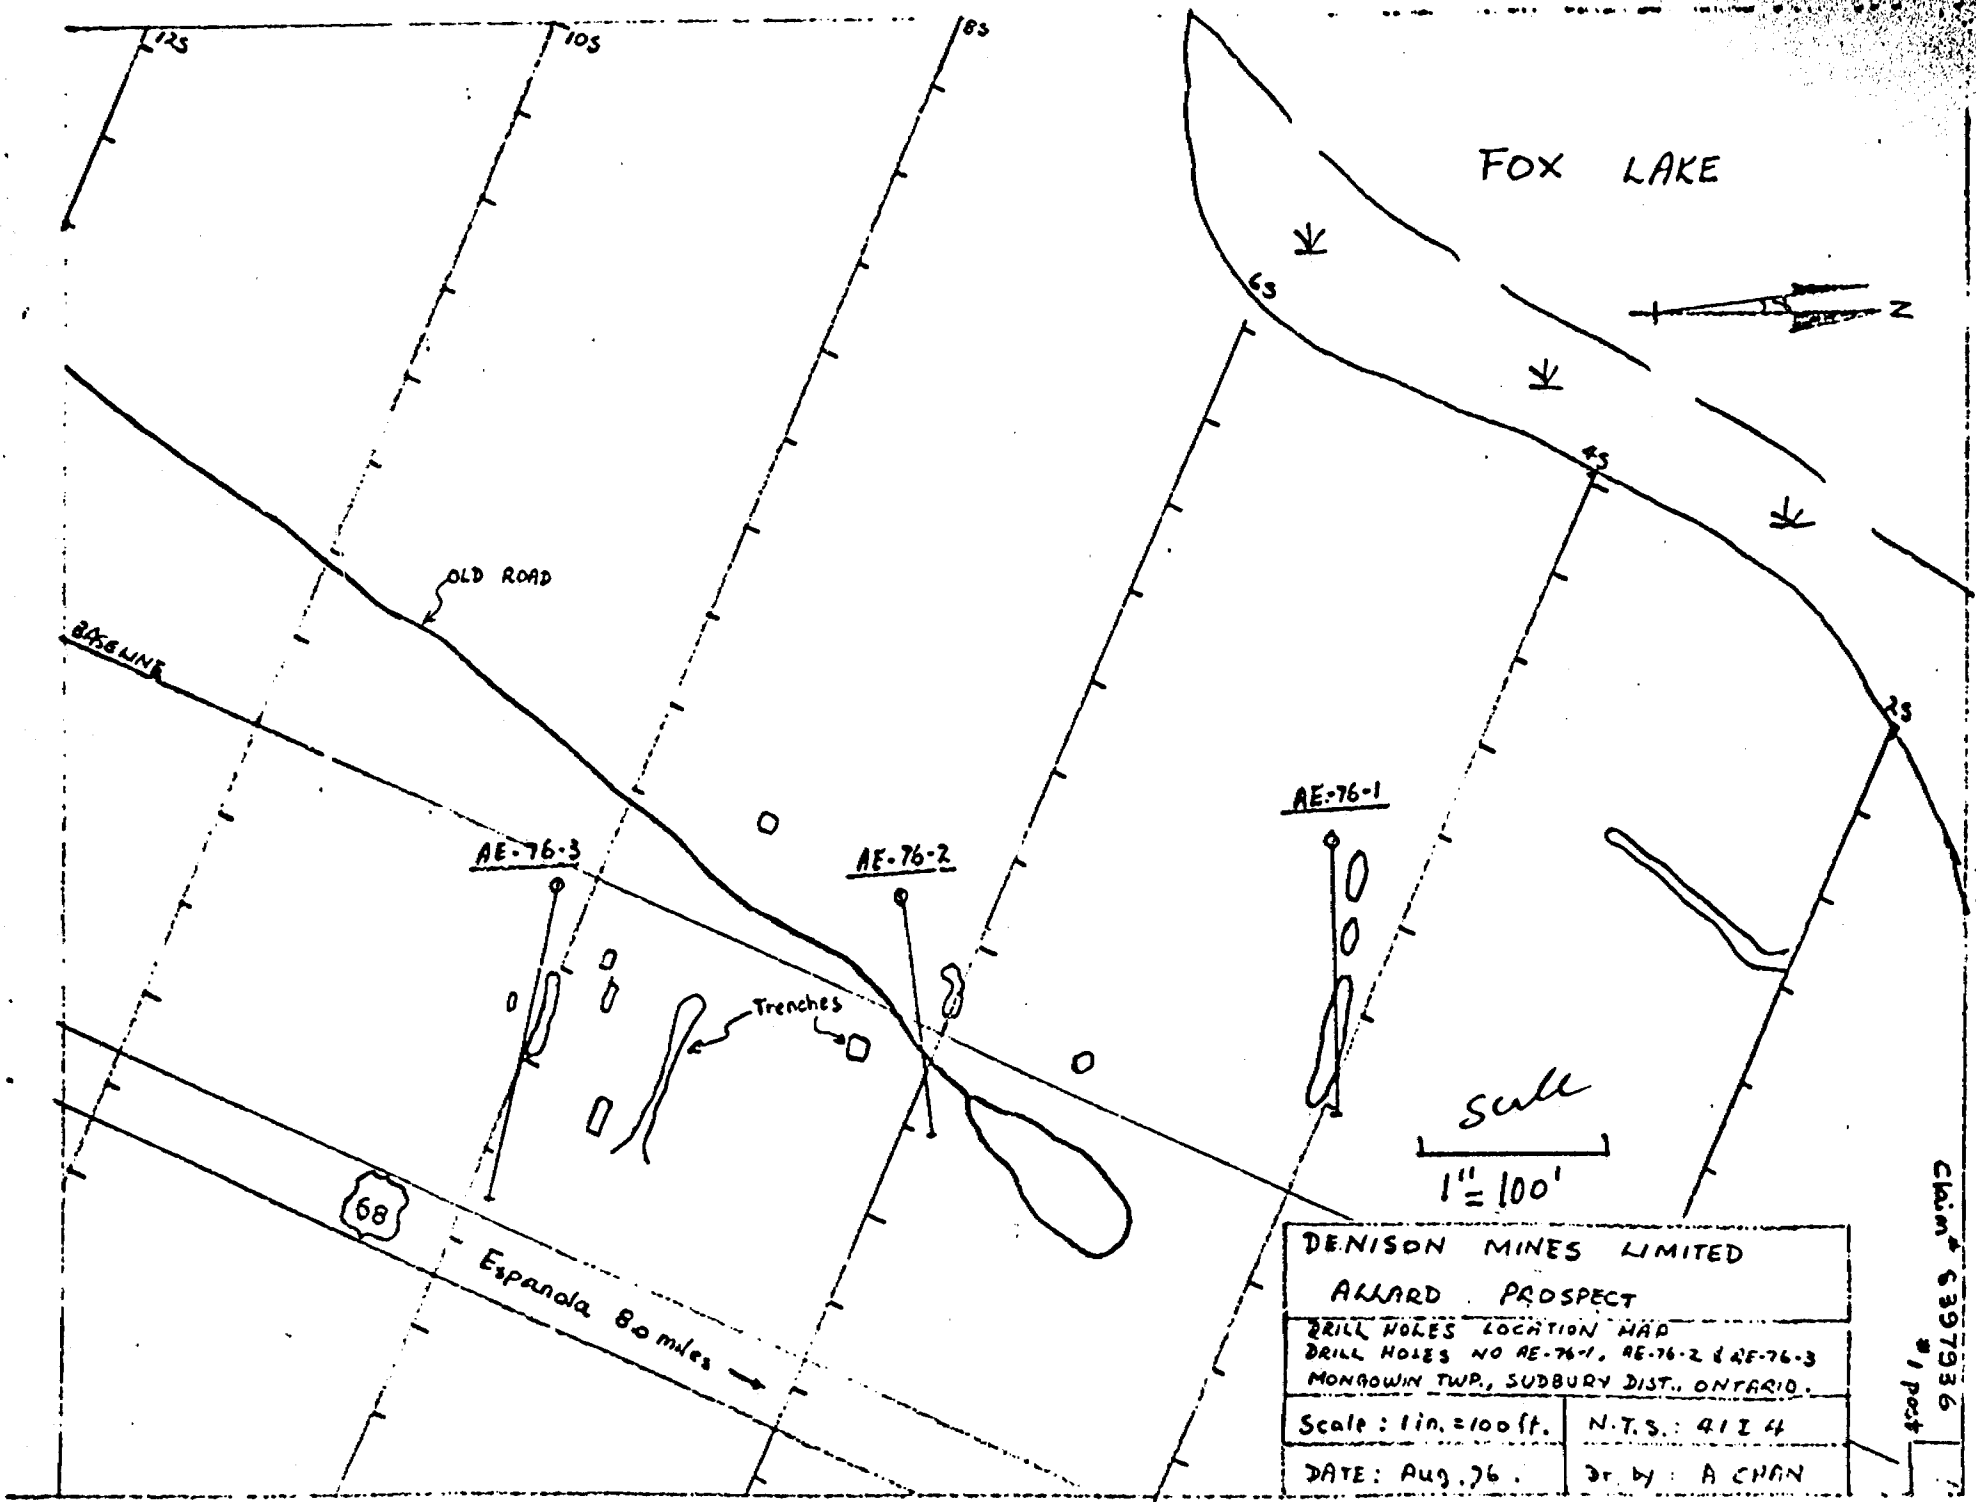 12S
10S
8S
FOX LAKE
6S
N
4S
OLD ROAD
BASELINE
2S
AE-76-1
AE-76-3
AE-76-2
Trenches
Scale
1" = 100'
68
Espanola 8.0 miles
Claim # S 397936
#1 post
DENISON MINES LIMITED
ALLARD PROSPECT
DRILL HOLES LOCATION MAP
DRILL HOLES NO AE-76-1, AE-76-2 & AE-76-3
MONGOWIN TWP., SUDBURY DIST., ONTARIO.
Scale : 1 in. = 100 ft.
N.T.S. : 41 I 4
DATE : Aug. 76 .
Dr. by : A CHAN